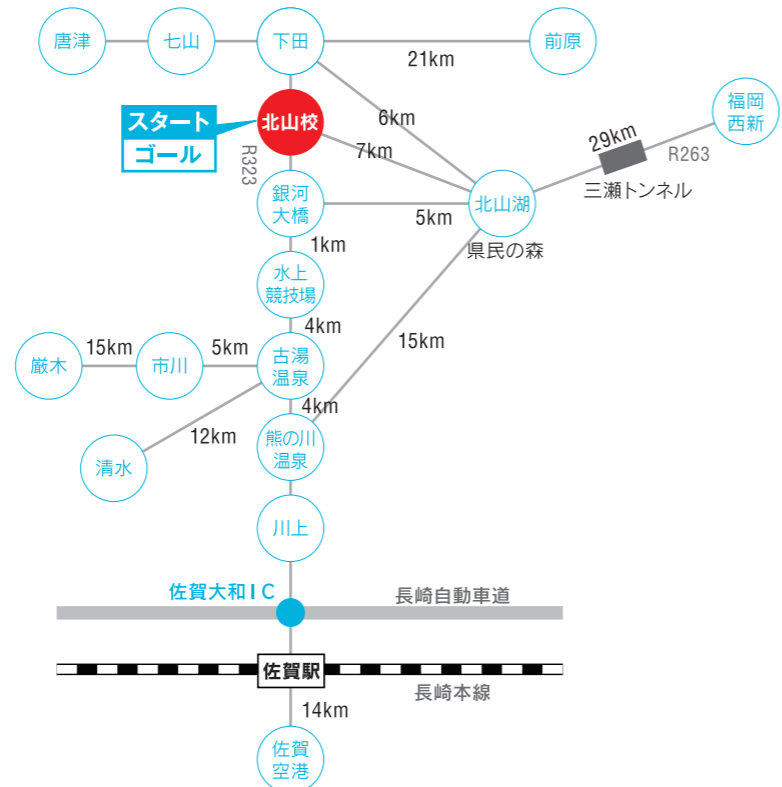 唐津
七山
下田
前原
21km
スタート
ゴール
北山校
6km
7km
福岡
西新
29km
R263
三瀬トンネル
R323
銀河
大橋
5km
北山湖
県民の森
1km
水上
競技場
4km
15km
厳木
15km
市川
5km
古湯
温泉
4km
12km
清水
熊の川
温泉
川上
佐賀大和IC
長崎自動車道
佐賀駅
長崎本線
14km
佐賀
空港